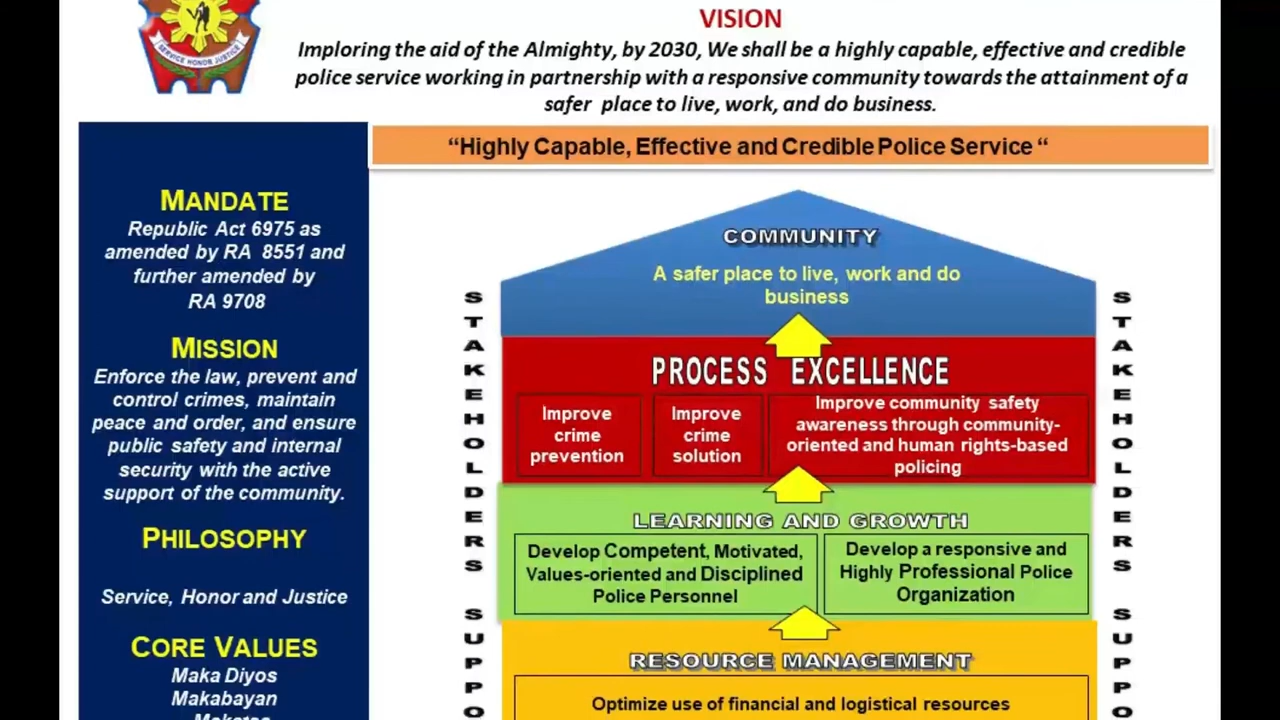 SERVICE HONOR JUSTICE
VISION
Imploring the aid of the Almighty, by 2030, We shall be a highly capable, effective and credible
police service working in partnership with a responsive community towards the attainment of a
safer place to live, work, and do business.
“Highly Capable, Effective and Credible Police Service “
MANDATE
Republic Act 6975 as
amended by RA 8551 and
further amended by
RA 9708
MISSION
Enforce the law, prevent and
control crimes, maintain
peace and order, and ensure
public safety and internal
security with the active
support of the community.
PHILOSOPHY
Service, Honor and Justice
CORE VALUES
Maka Diyos
Makabayan
STAKEHOLDERS SUPPO
COMMUNITY
A safer place to live, work and do
business
PROCESS EXCELLENCE
Improve
crime
prevention
Improve
crime
solution
Improve community safety
awareness through community-
oriented and human rights-based
policing
LEARNING AND GROWTH
Develop Competent, Motivated,
Values-oriented and Disciplined
Police Personnel
Develop a responsive and
Highly Professional Police
Organization
RESOURCE MANAGEMENT
Optimize use of financial and logistical resources
STAKEHOLDERS SUPPO